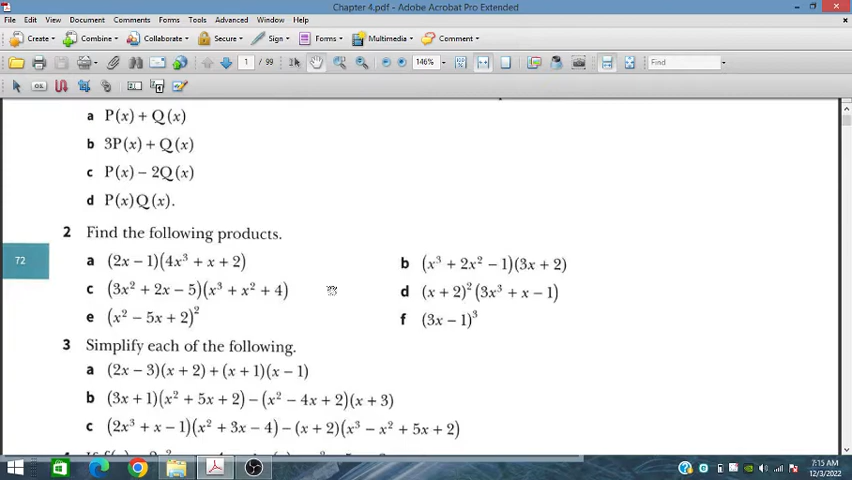 Chapter 4.pdf - Adobe Acrobat Pro Extended
File Edit View Document Comments Forms Tools Advanced Window Help
Create Combine Collaborate Secure Sign Forms Multimedia Comment
1 / 99 146% Find
a P(x) + Q(x)
b 3P(x) + Q(x)
c P(x) − 2Q(x)
d P(x)Q(x).
72
2 Find the following products.
a (2x − 1)(4x³ + x + 2) b (x³ + 2x² − 1)(3x + 2)
c (3x² + 2x − 5)(x³ + x² + 4) d (x + 2)²(3x³ + x − 1)
e (x² − 5x + 2)² f (3x − 1)³
3 Simplify each of the following.
a (2x − 3)(x + 2) + (x + 1)(x − 1)
b (3x + 1)(x² + 5x + 2) − (x² − 4x + 2)(x + 3)
c (2x³ + x − 1)(x² + 3x − 4) − (x + 2)(x³ − x² + 5x + 2)
7:15 AM
12/3/2022